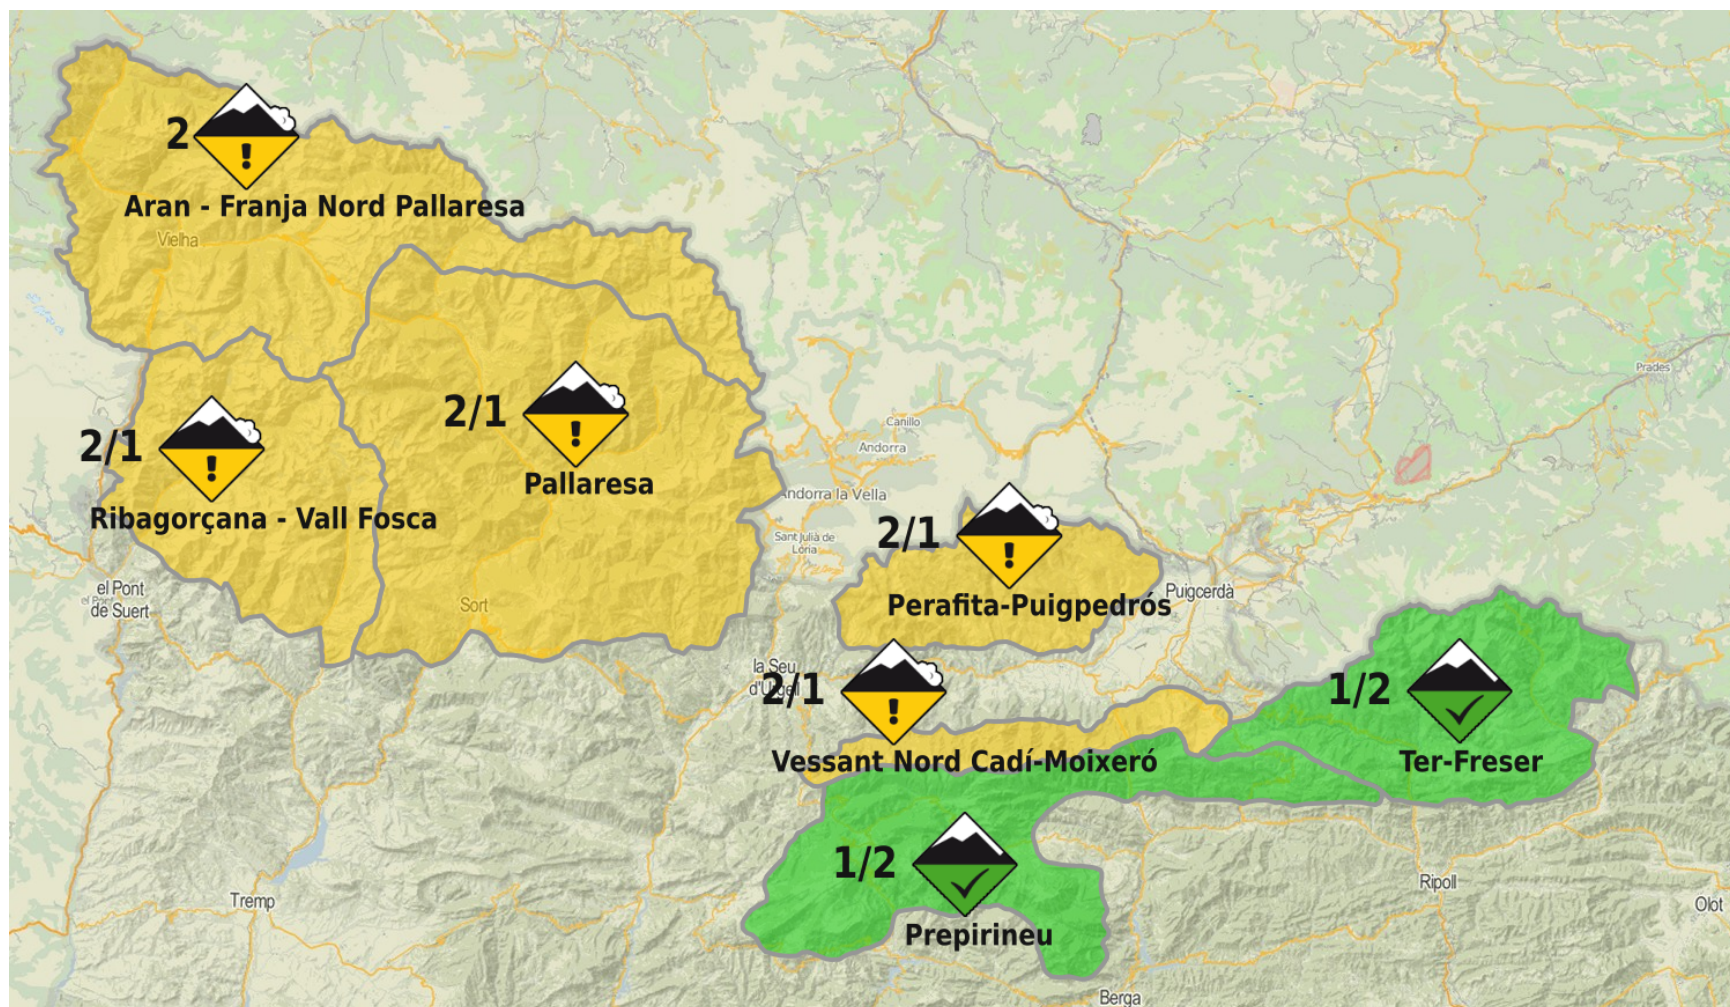 2
!
Aran - Franja Nord Pallaresa
Vielha
2/1
!
Pallaresa
2/1
!
Ribagorçana - Vall Fosca
Canillo
Andorra
Andorra la Vella
Sant Julià de
Lòria
Prades
2/1
!
Perafita-Puigpedrós
Puigcerdà
el Pont
de Suert
Sort
la Seu
d'Urgell
2/1
!
Vessant Nord Cadí-Moixeró
1/2
Ter-Freser
1/2
Prepirineu
Tremp
Ripoll
Olot
Berga